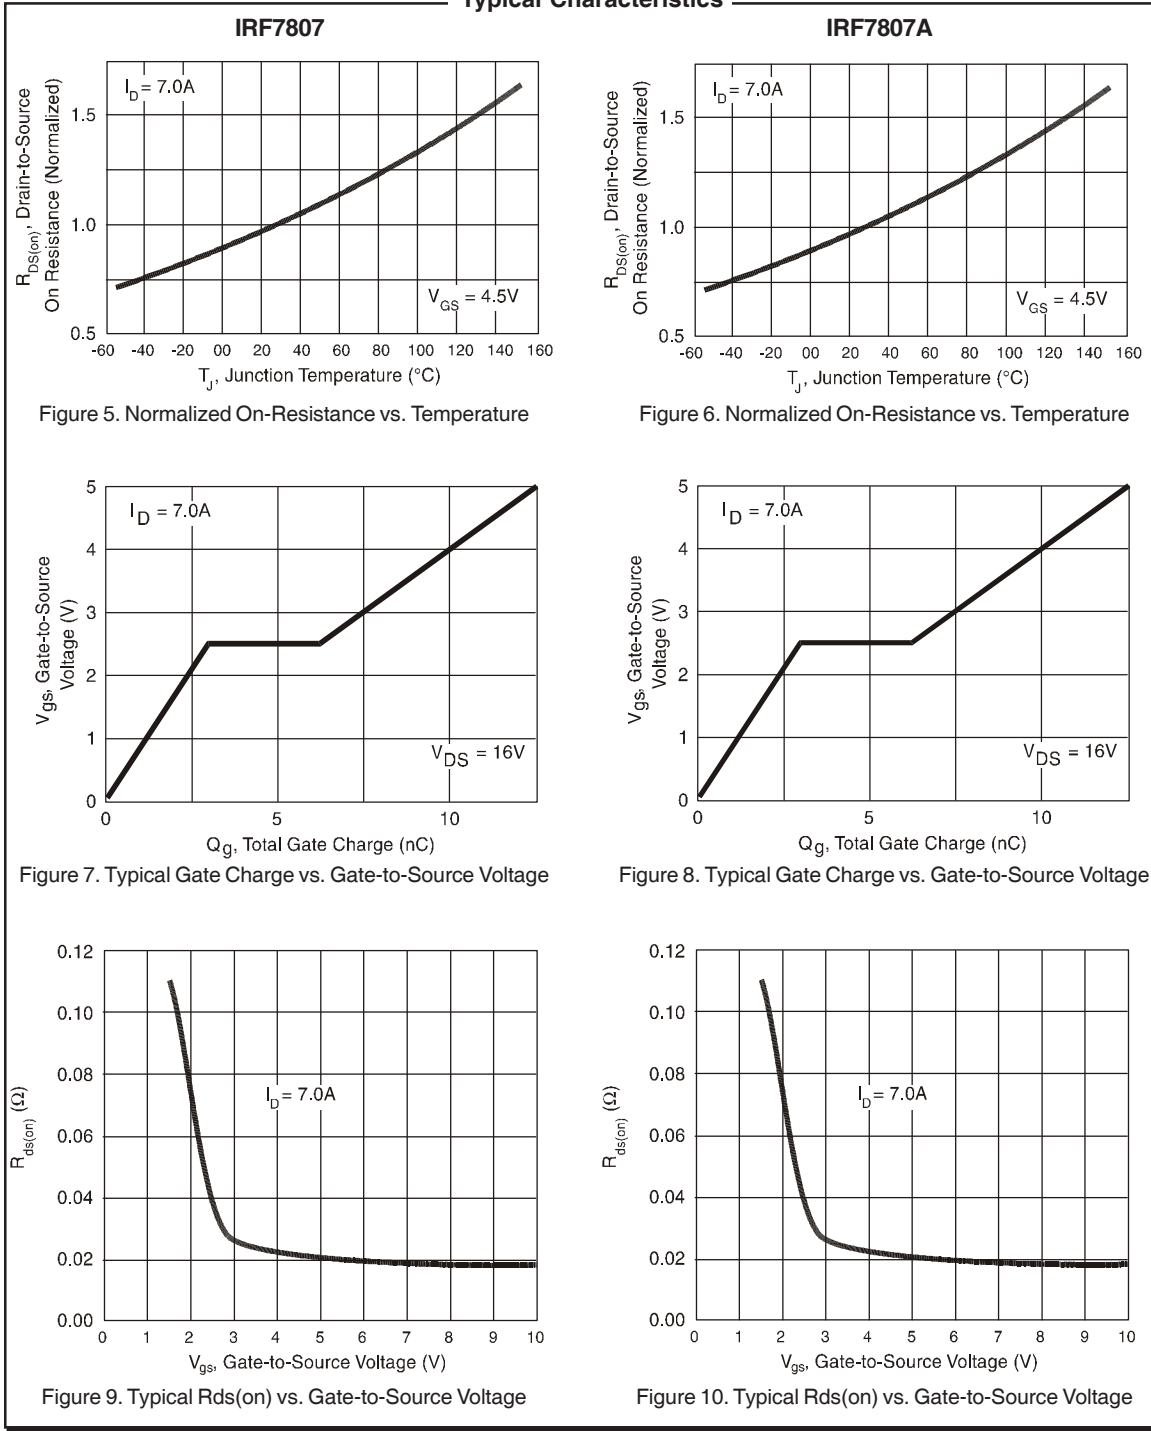 Typical Characteristics
IRF7807
IRF7807A
R_DS(on), Drain-to-Source
On Resistance (Normalized)
I_D = 7.0A
1.5
1.0
0.5
V_GS = 4.5V
-60 -40 -20 00 20 40 60 80 100 120 140 160
T_J, Junction Temperature (°C)
Figure 5. Normalized On-Resistance vs. Temperature
R_DS(on), Drain-to-Source
On Resistance (Normalized)
I_D = 7.0A
1.5
1.0
0.5
V_GS = 4.5V
-60 -40 -20 00 20 40 60 80 100 120 140 160
T_J, Junction Temperature (°C)
Figure 6. Normalized On-Resistance vs. Temperature
Vgs, Gate-to-Source
Voltage (V)
5
I_D = 7.0A
4
3
2
1
V_DS = 16V
0
0 5 10
Qg, Total Gate Charge (nC)
Figure 7. Typical Gate Charge vs. Gate-to-Source Voltage
Vgs, Gate-to-Source
Voltage (V)
5
I_D = 7.0A
4
3
2
1
V_DS = 16V
0
0 5 10
Qg, Total Gate Charge (nC)
Figure 8. Typical Gate Charge vs. Gate-to-Source Voltage
R_ds(on) (Ω)
0.12
0.10
0.08
I_D = 7.0A
0.06
0.04
0.02
0.00
0 1 2 3 4 5 6 7 8 9 10
V_gs, Gate-to-Source Voltage (V)
Figure 9. Typical Rds(on) vs. Gate-to-Source Voltage
R_ds(on) (Ω)
0.12
0.10
0.08
I_D = 7.0A
0.06
0.04
0.02
0.00
0 1 2 3 4 5 6 7 8 9 10
V_gs, Gate-to-Source Voltage (V)
Figure 10. Typical Rds(on) vs. Gate-to-Source Voltage